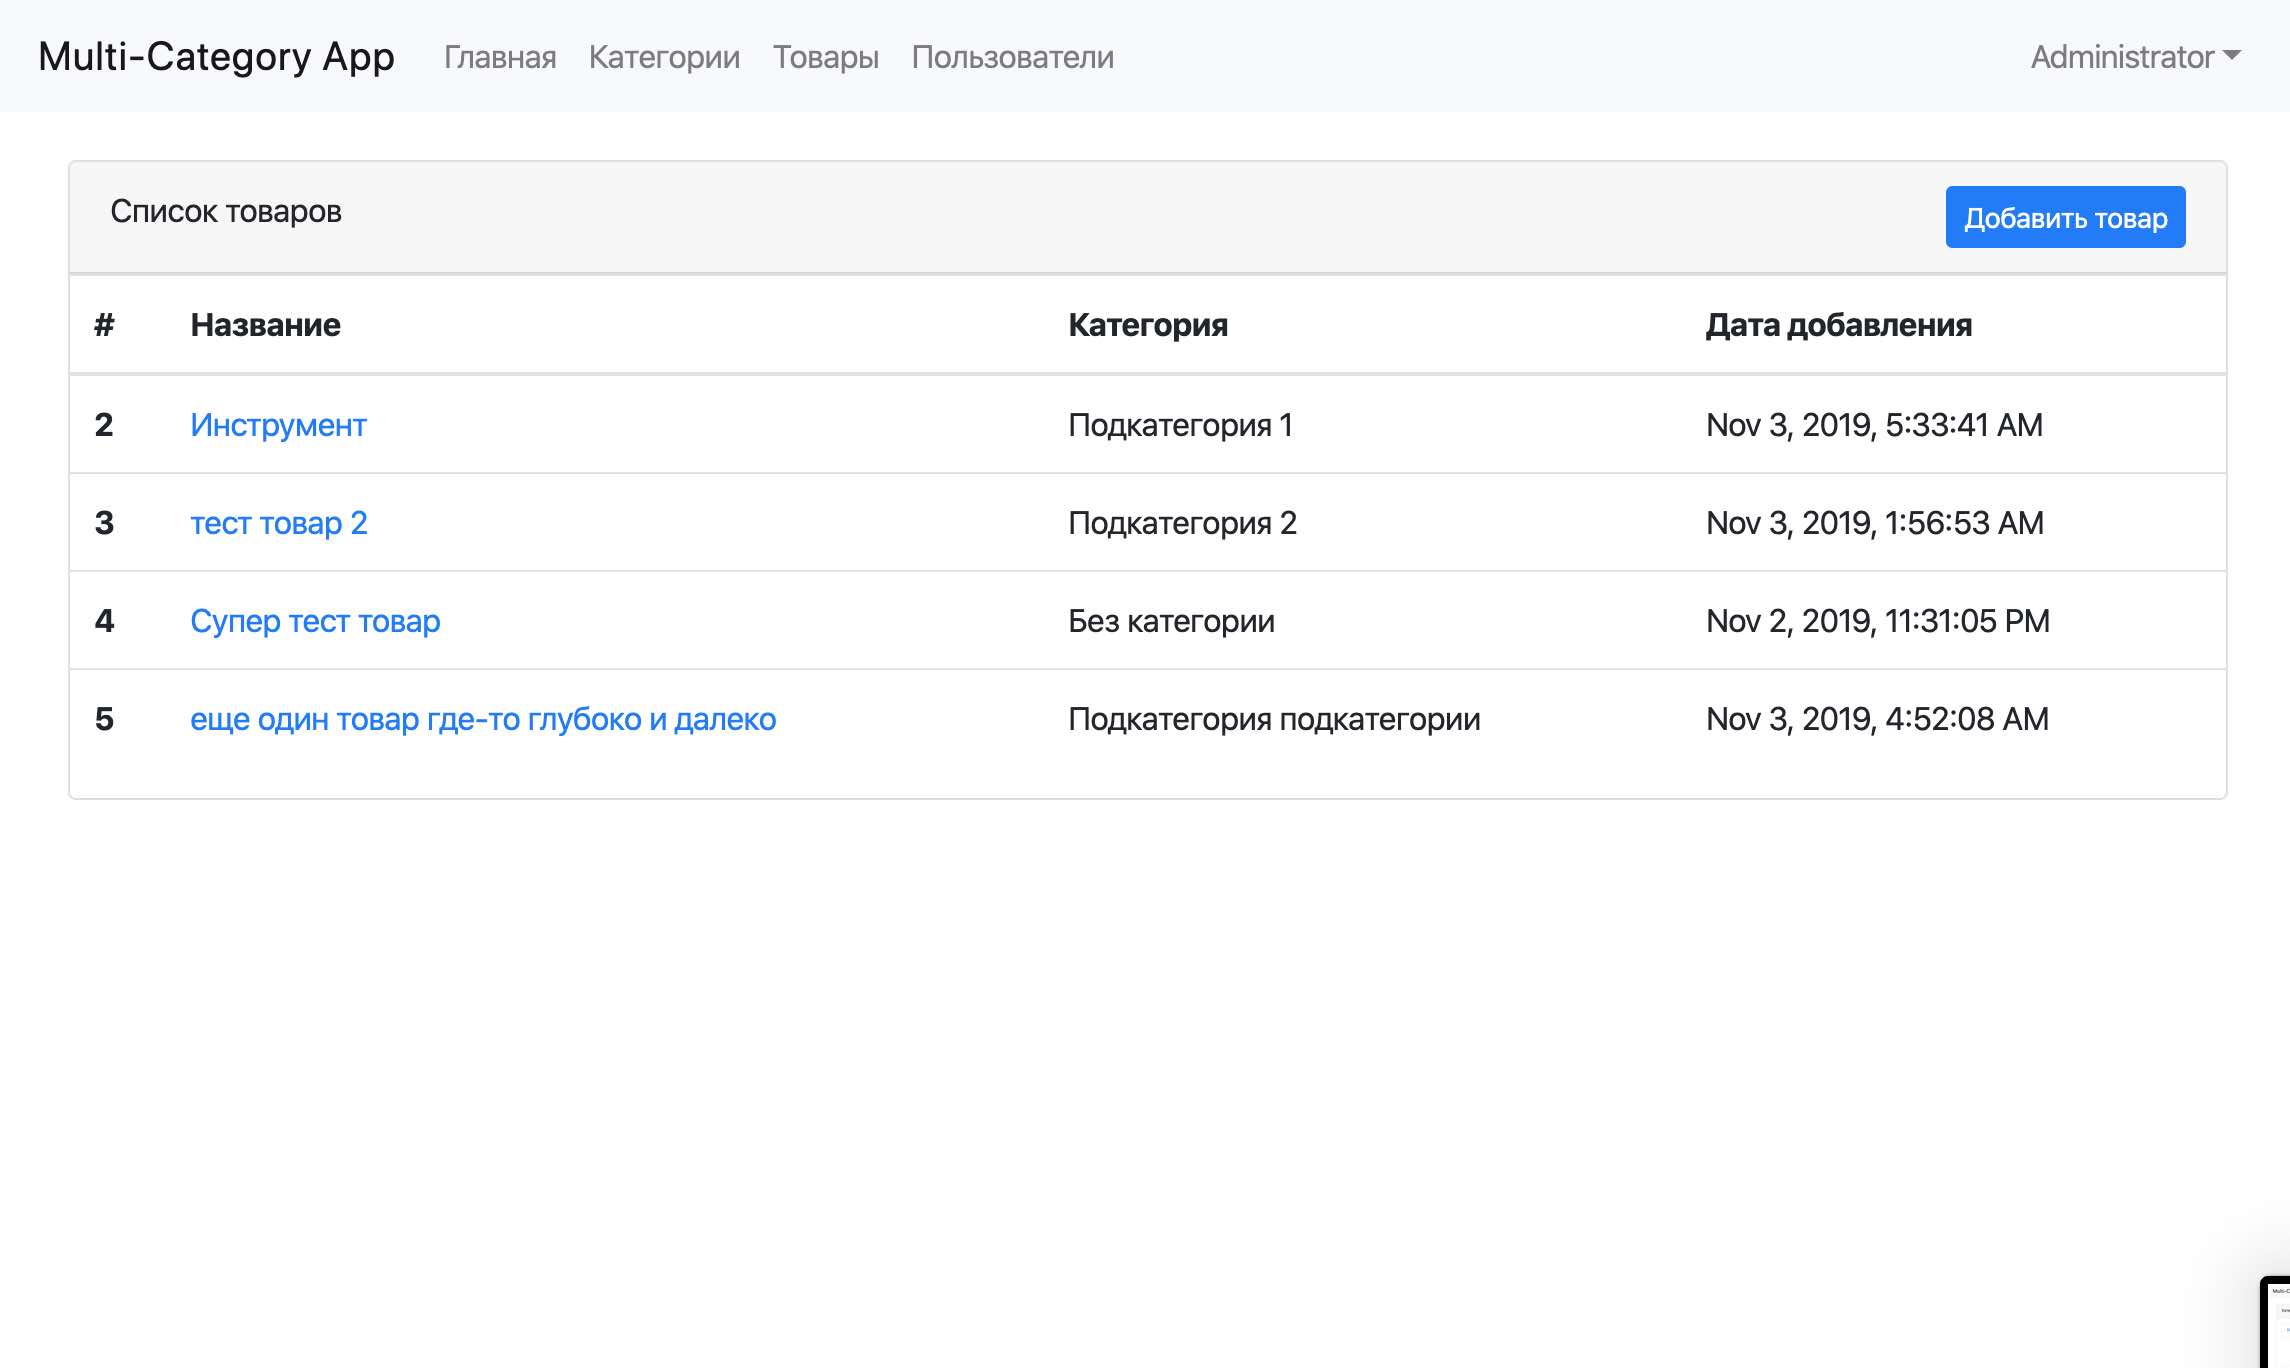 Multi-Category App Главная Категории Товары Пользователи Administrator
Список товаров Добавить товар
# Название Категория Дата добавления
2 Инструмент Подкатегория 1 Nov 3, 2019, 5:33:41 AM
3 тест товар 2 Подкатегория 2 Nov 3, 2019, 1:56:53 AM
4 Супер тест товар Без категории Nov 2, 2019, 11:31:05 PM
5 еще один товар где-то глубоко и далеко Подкатегория подкатегории Nov 3, 2019, 4:52:08 AM